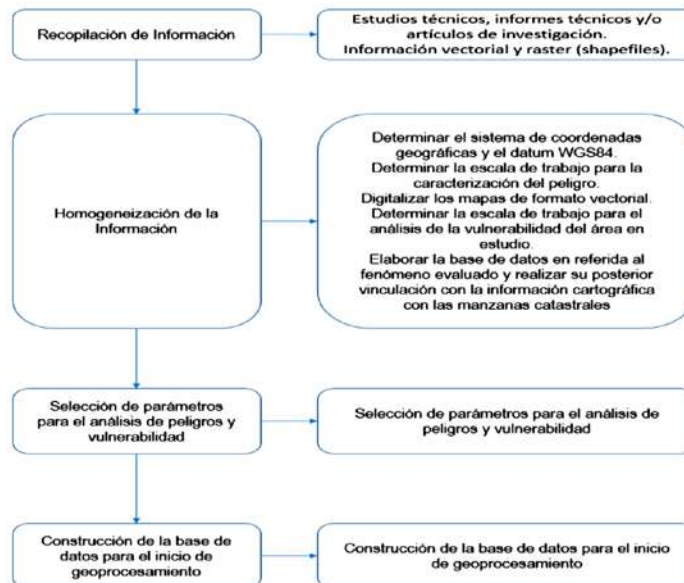 Recopilación de Información
Estudios técnicos, informes técnicos y/o
artículos de investigación.
Información vectorial y raster (shapefiles).
Homogeneización de la
Información
Determinar el sistema de coordenadas
geográficas y el datum WGS84.
Determinar la escala de trabajo para la
caracterización del peligro.
Digitalizar los mapas de formato vectorial.
Determinar la escala de trabajo para el
análisis de la vulnerabilidad del área en
estudio.
Elaborar la base de datos en referida al
fenómeno evaluado y realizar su posterior
vinculación con la información cartográfica
con las manzanas catastrales
Selección de parámetros
para el análisis de peligros y
vulnerabilidad
Selección de parámetros para el análisis de
peligros y vulnerabilidad
Construcción de la base de
datos para el inicio de
geoprocesamiento
Construcción de la base de datos para el inicio
de geoprocesamiento